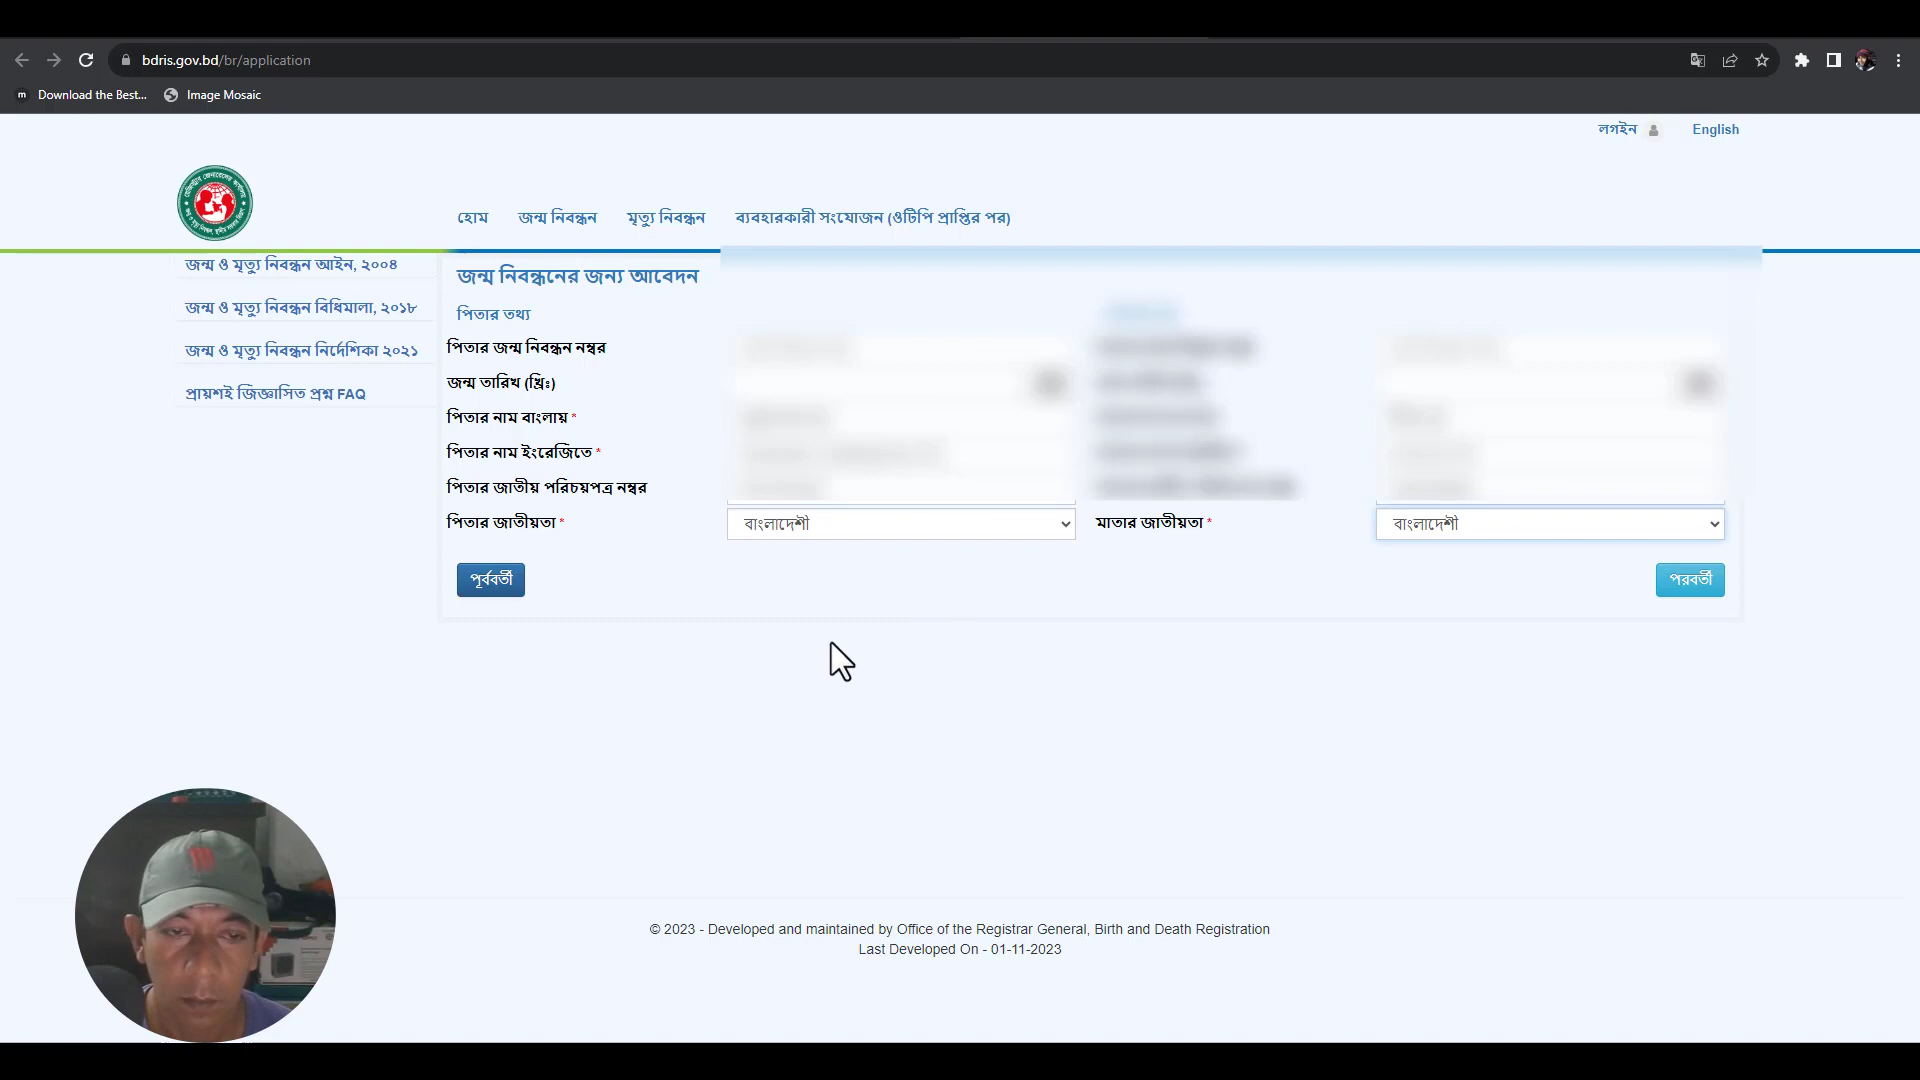 bdris.gov.bd/br/application
m Download the Best... Image Mosaic
লগইন English
হোম জন্ম নিবন্ধন মৃত্যু নিবন্ধন ব্যবহারকারী সংযোজন (ওটিপি প্রাপ্তির পর)
জন্ম ও মৃত্যু নিবন্ধন আইন, ২০০৪
জন্ম ও মৃত্যু নিবন্ধন বিধিমালা, ২০১৮
জন্ম ও মৃত্যু নিবন্ধন নির্দেশিকা ২০২১
প্রায়শই জিজ্ঞাসিত প্রশ্ন FAQ
জন্ম নিবন্ধনের জন্য আবেদন
পিতার তথ্য
পিতার জন্ম নিবন্ধন নম্বর
জন্ম তারিখ (খ্রিঃ)
পিতার নাম বাংলায় *
পিতার নাম ইংরেজিতে *
পিতার জাতীয় পরিচয়পত্র নম্বর
পিতার জাতীয়তা * বাংলাদেশী মাতার জাতীয়তা * বাংলাদেশী
পূর্ববর্তী পরবর্তী
© 2023 - Developed and maintained by Office of the Registrar General, Birth and Death Registration
Last Developed On - 01-11-2023